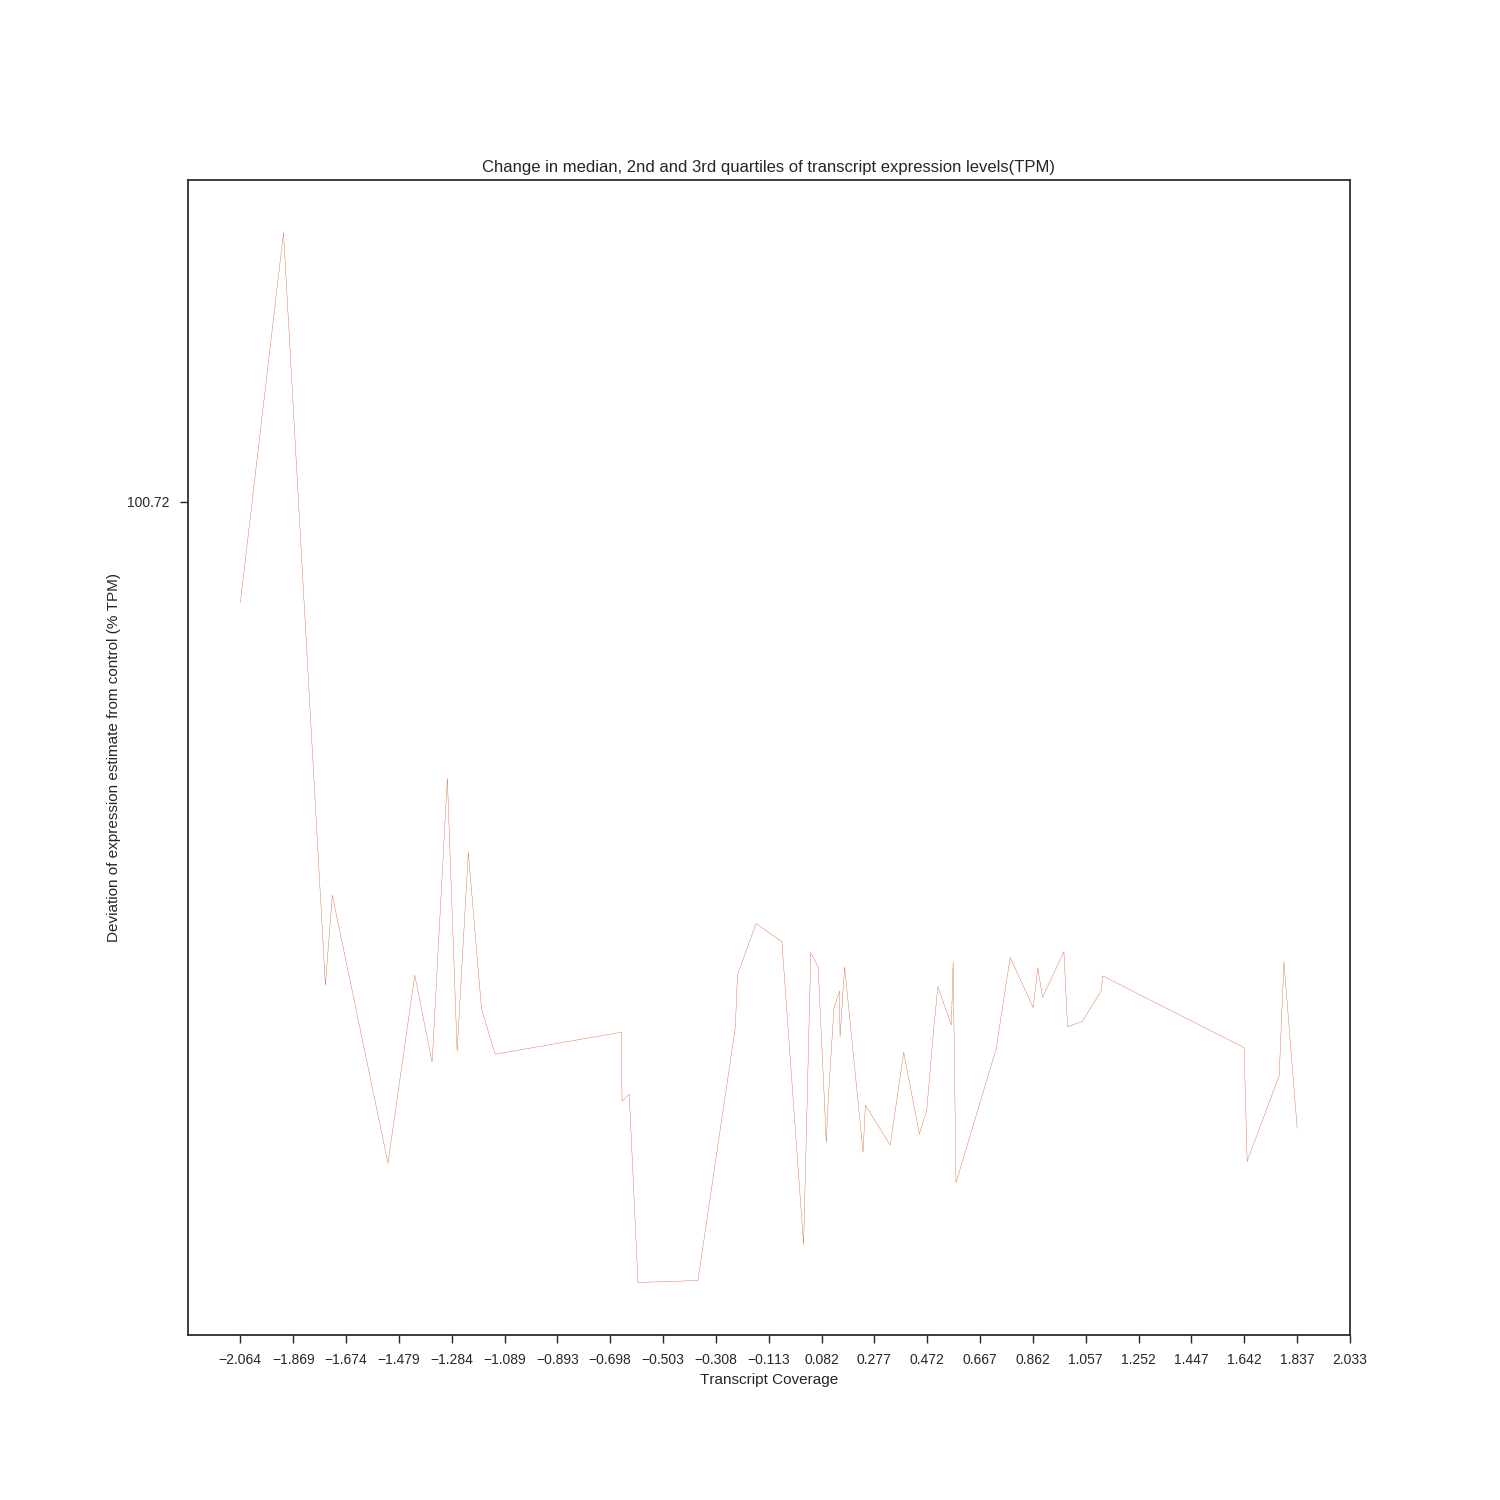 Change in median, 2nd and 3rd quartiles of transcript expression levels(TPM)
100.72
Deviation of expression estimate from control (% TPM)
−2.064 −1.869 −1.674 −1.479 −1.284 −1.089 −0.893 −0.698 −0.503 −0.308 −0.113 0.082 0.277 0.472 0.667 0.862 1.057 1.252 1.447 1.642 1.837 2.033
Transcript Coverage